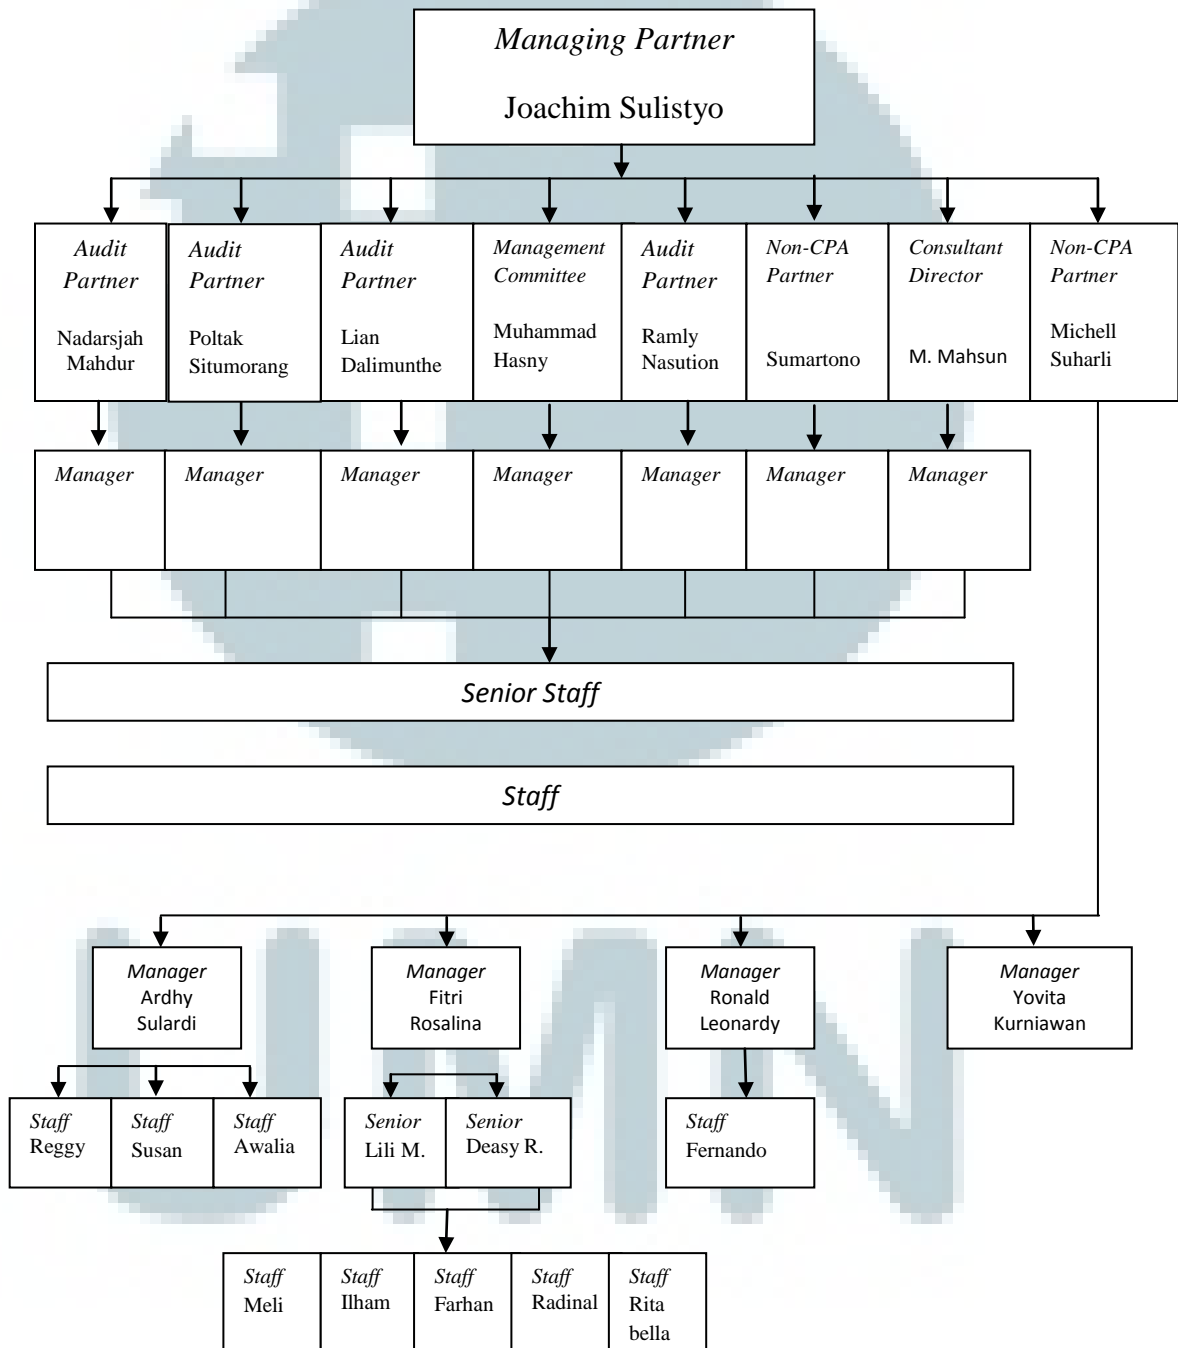 Managing Partner
Joachim Sulistyo
Audit
Partner
Nadarsjah
Mahdur
Audit
Partner
Poltak
Situmorang
Audit
Partner
Lian
Dalimunthe
Management
Committee
Muhammad
Hasny
Audit
Partner
Ramly
Nasution
Non-CPA
Partner
Sumartono
Consultant
Director
M. Mahsun
Non-CPA
Partner
Michell
Suharli
Manager
Manager
Manager
Manager
Manager
Manager
Manager
Senior Staff
Staff
Manager
Ardhy
Sulardi
Manager
Fitri
Rosalina
Manager
Ronald
Leonardy
Manager
Yovita
Kurniawan
Staff
Reggy
Staff
Susan
Staff
Awalia
Senior
Lili M.
Senior
Deasy R.
Staff
Fernando
Staff
Meli
Staff
Ilham
Staff
Farhan
Staff
Radinal
Staff
Rita
bella
UMN